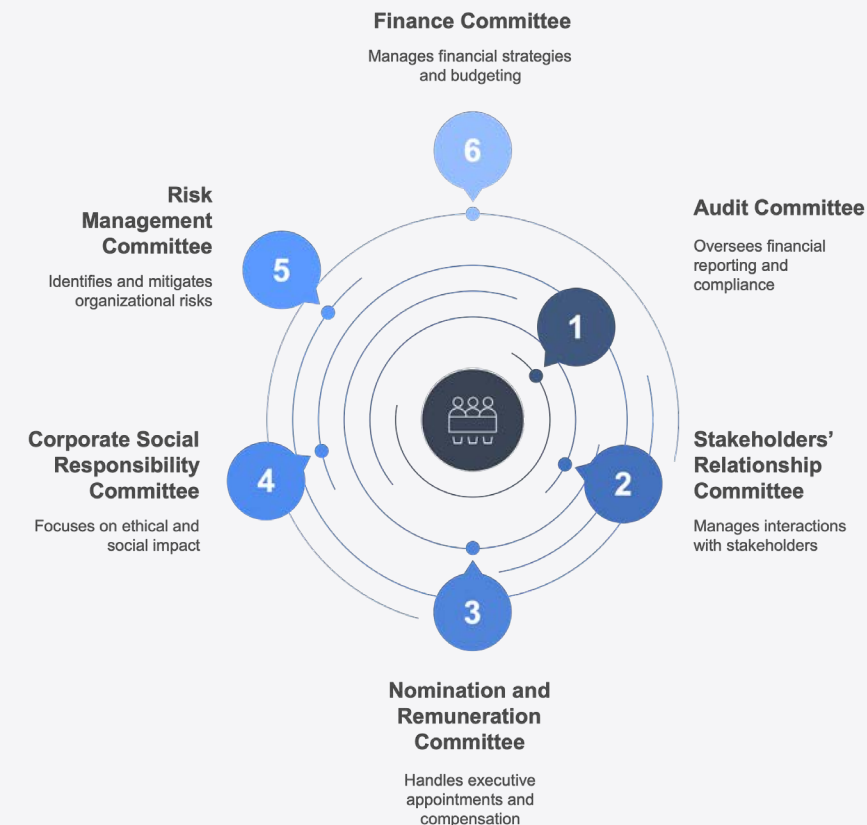 Finance Committee
Manages financial strategies
and budgeting
6
Risk
Management
Committee
Identifies and mitigates
organizational risks
5
Audit Committee
Oversees financial
reporting and
compliance
1
Corporate Social
Responsibility
Committee
Focuses on ethical and
social impact
4
Stakeholders’
Relationship
Committee
Manages interactions
with stakeholders
2
3
Nomination and
Remuneration
Committee
Handles executive
appointments and
compensation